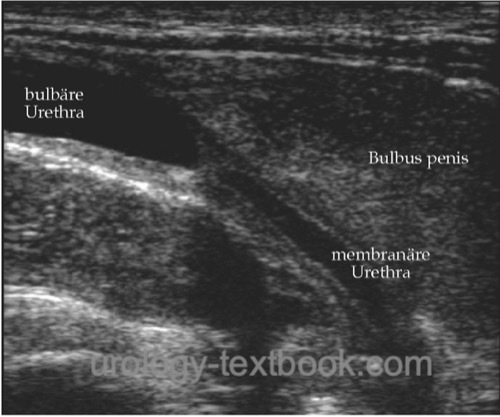 bulbäre
Urethra
Bulbus penis
membranäre
Urethra
urology-textbook.com